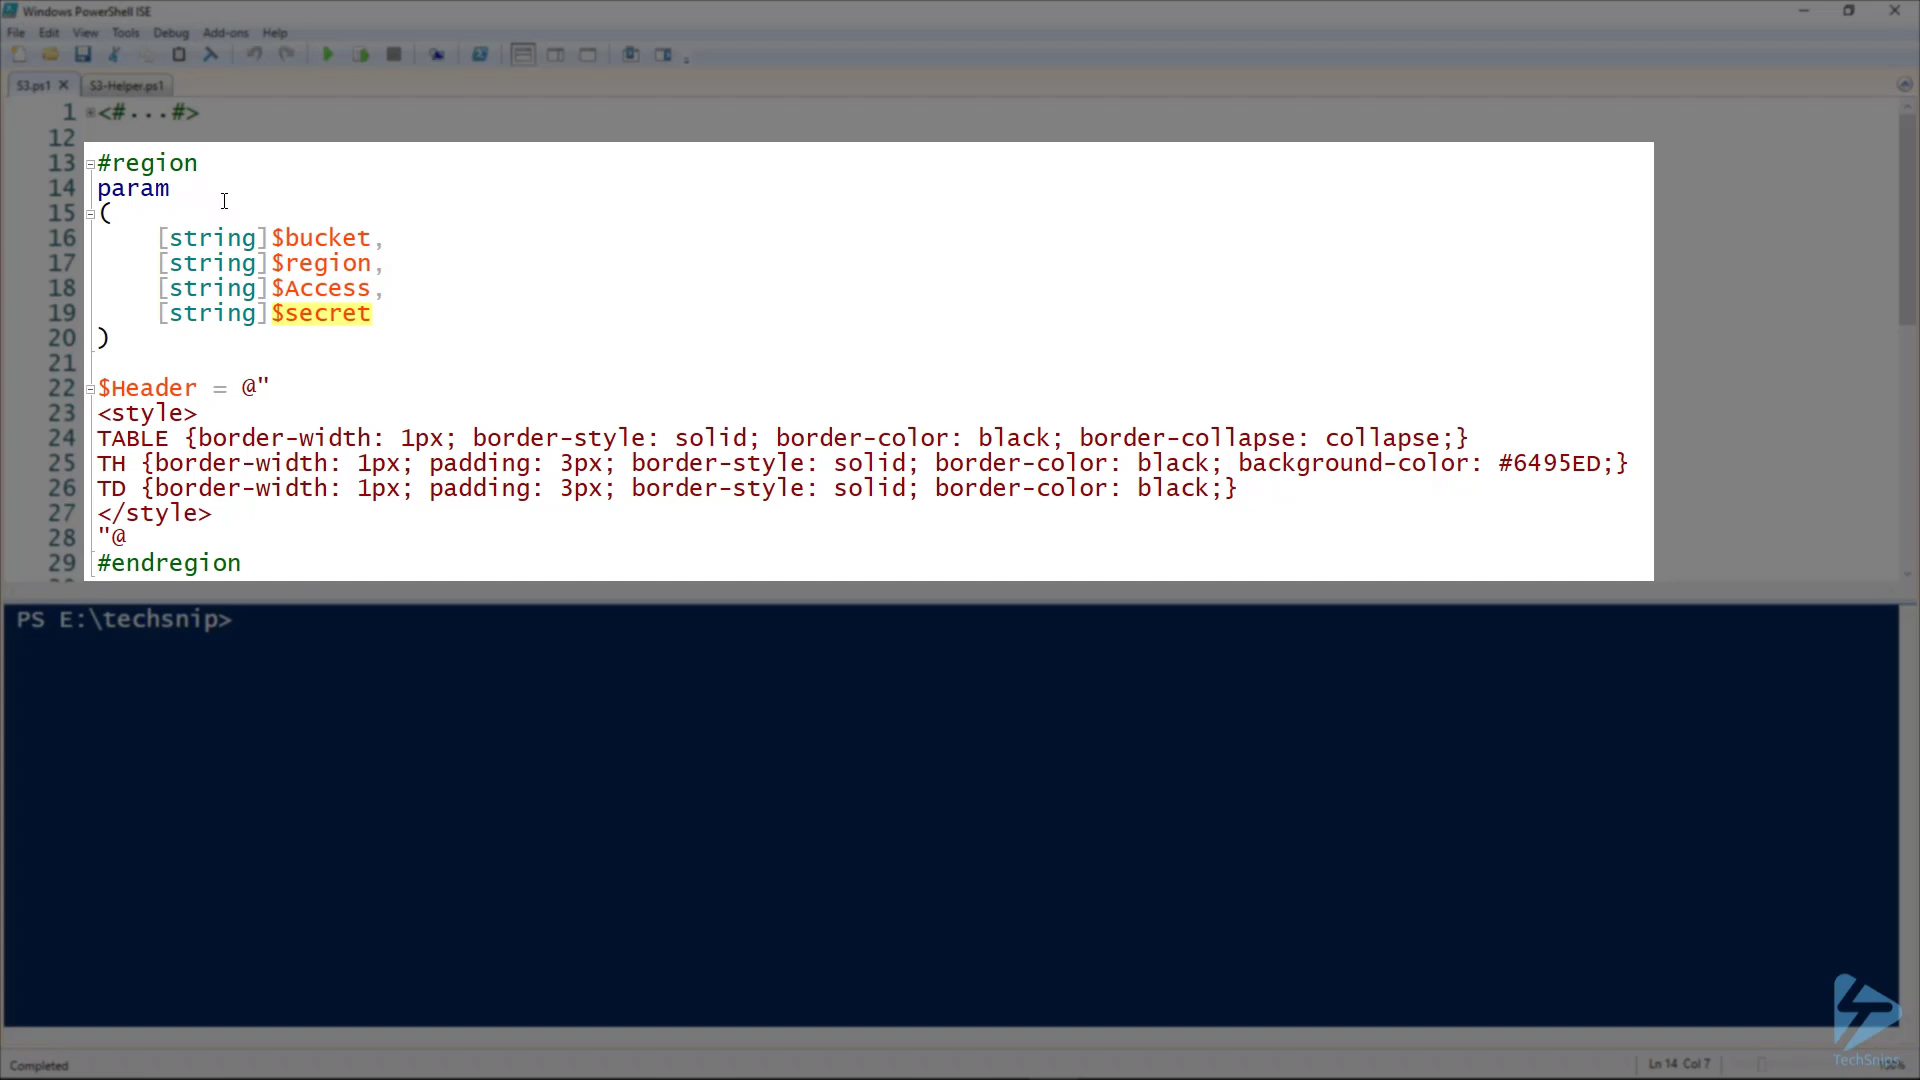 Windows PowerShell ISE
File Edit View Tools Debug Add-ons Help
S3.ps1 S3-Helper.ps1
1 <#...#>
12
13 #region
14 param
15 (
16 [string]$bucket,
17 [string]$region,
18 [string]$Access,
19 [string]$secret
20 )
21
22 $Header = @"
23 <style>
24 TABLE {border-width: 1px; border-style: solid; border-color: black; border-collapse: collapse;}
25 TH {border-width: 1px; padding: 3px; border-style: solid; border-color: black; background-color: #6495ED;}
26 TD {border-width: 1px; padding: 3px; border-style: solid; border-color: black;}
27 </style>
28 "@
29 #endregion
PS E:\techsnip>
TechSnips
Completed
Ln 14 Col 7